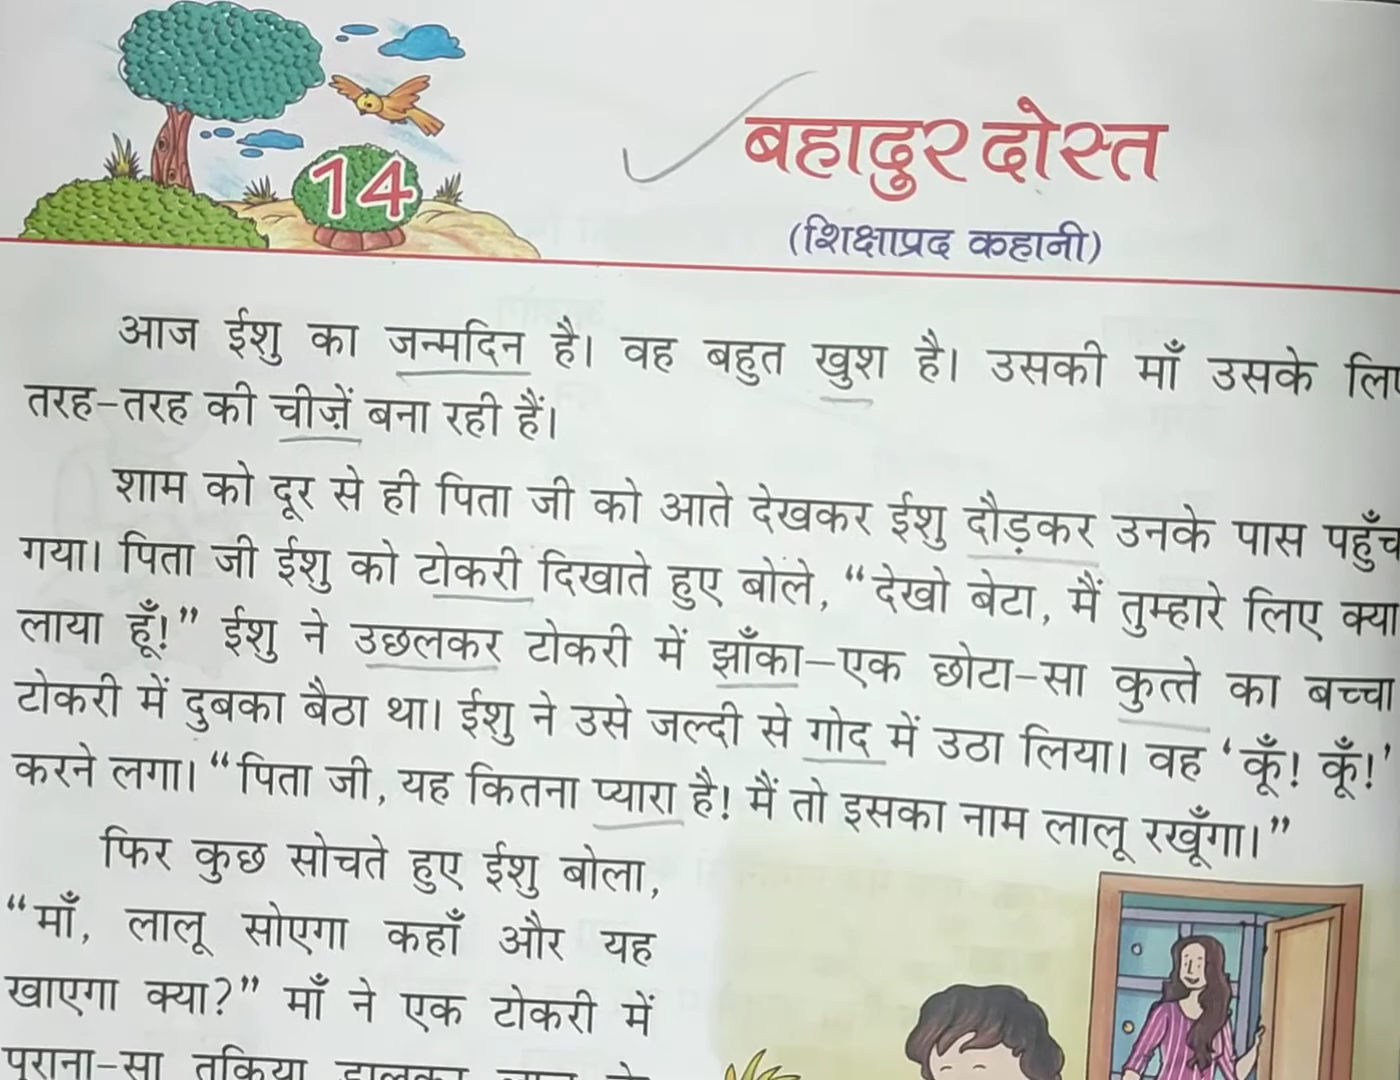 14
बहादुर दोस्त
(शिक्षाप्रद कहानी)
आज ईशु का जन्मदिन है। वह बहुत खुश है। उसकी माँ उसके लिए
तरह-तरह की चीज़ें बना रही हैं।
शाम को दूर से ही पिता जी को आते देखकर ईशु दौड़कर उनके पास पहुँच
गया। पिता जी ईशु को टोकरी दिखाते हुए बोले, “देखो बेटा, मैं तुम्हारे लिए क्या
लाया हूँ!” ईशु ने उछलकर टोकरी में झाँका–एक छोटा-सा कुत्ते का बच्चा
टोकरी में दुबका बैठा था। ईशु ने उसे जल्दी से गोद में उठा लिया। वह ‘कूँ! कूँ!’
करने लगा। “पिता जी, यह कितना प्यारा है! मैं तो इसका नाम लालू रखूँगा।”
फिर कुछ सोचते हुए ईशु बोला,
“माँ, लालू सोएगा कहाँ और यह
खाएगा क्या?” माँ ने एक टोकरी में
पुराना-सा तकिया डालकर